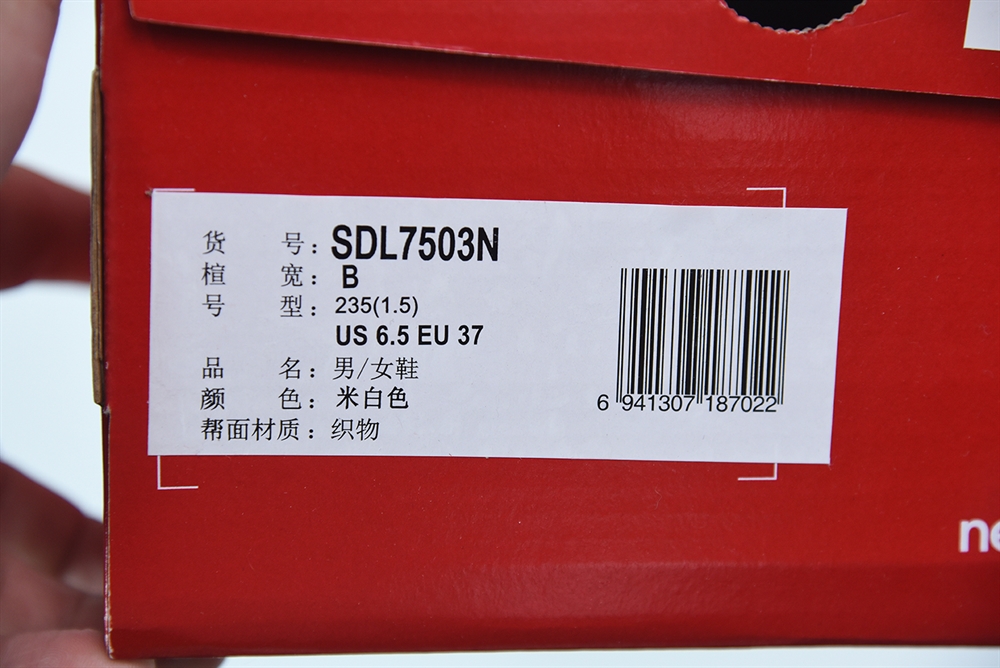 货 号：SDL7503N
楦 宽：B
号 型：235(1.5)
US 6.5 EU 37
品 名：男/女鞋
颜 色：米白色
帮面材质：织物
6 941307 187022
ne